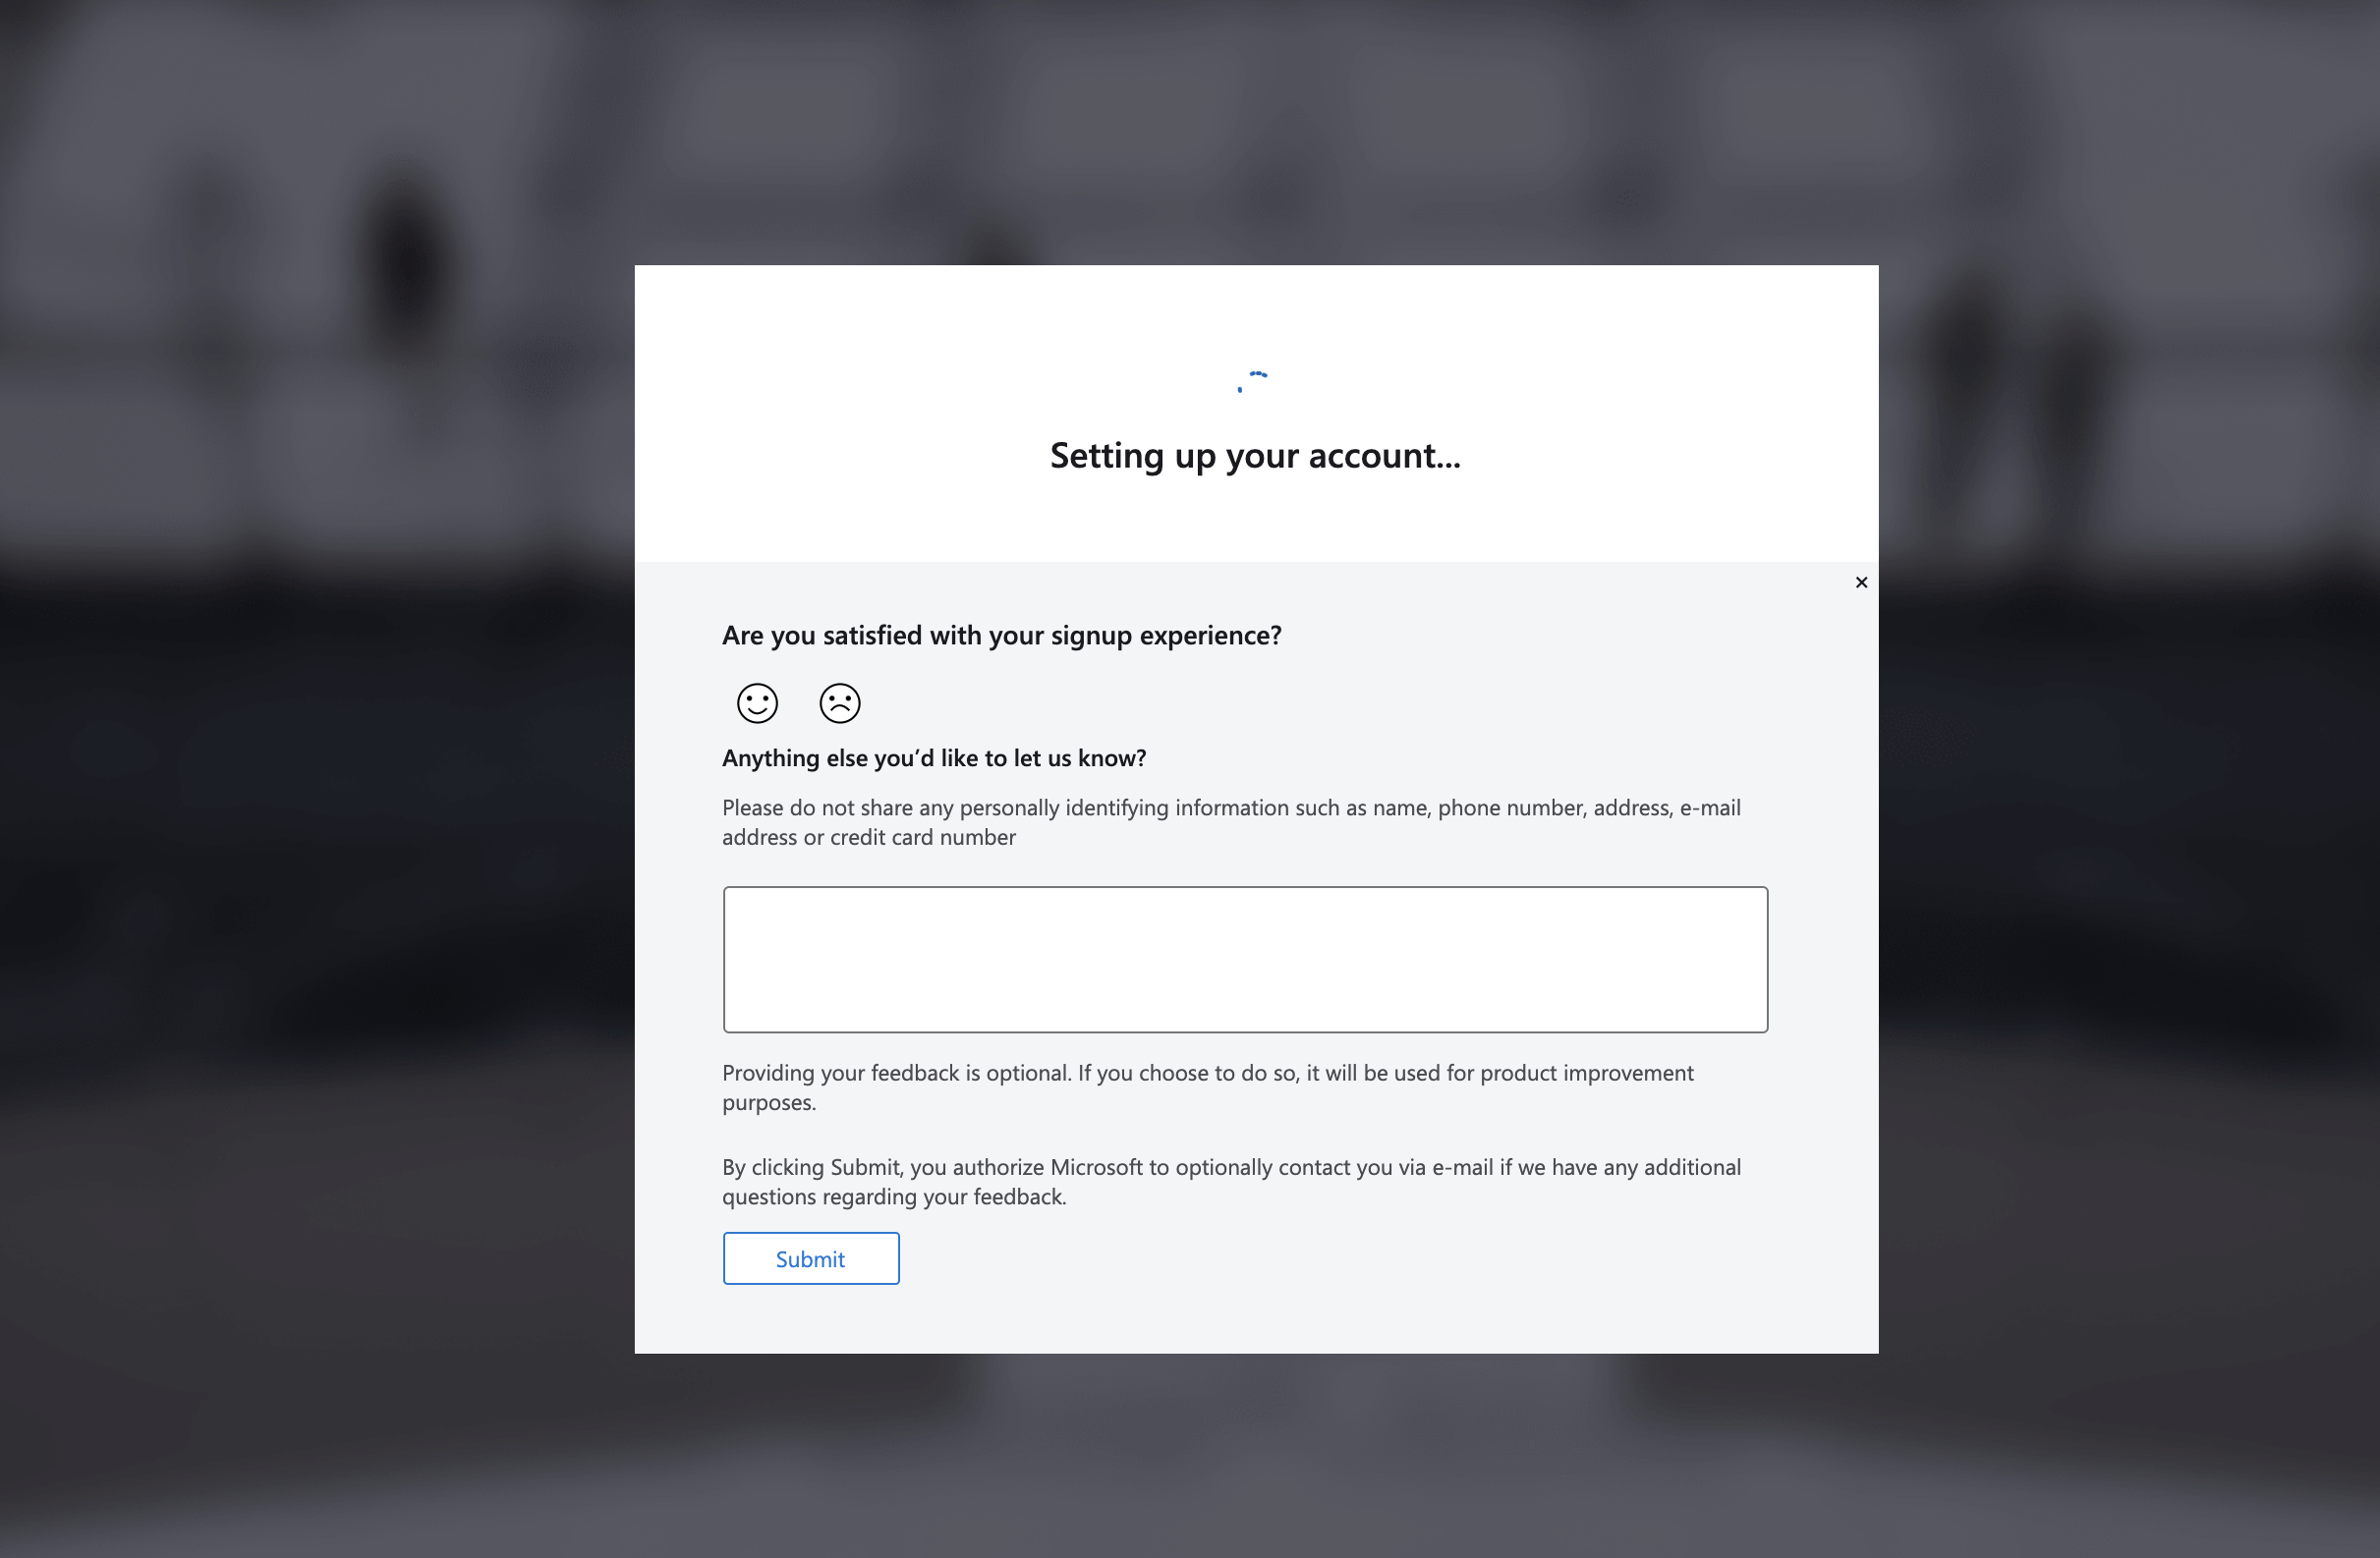 Setting up your account...
Are you satisfied with your signup experience?
Anything else you’d like to let us know?
Please do not share any personally identifying information such as name, phone number, address, e-mail
address or credit card number
Providing your feedback is optional. If you choose to do so, it will be used for product improvement
purposes.
By clicking Submit, you authorize Microsoft to optionally contact you via e-mail if we have any additional
questions regarding your feedback.
Submit